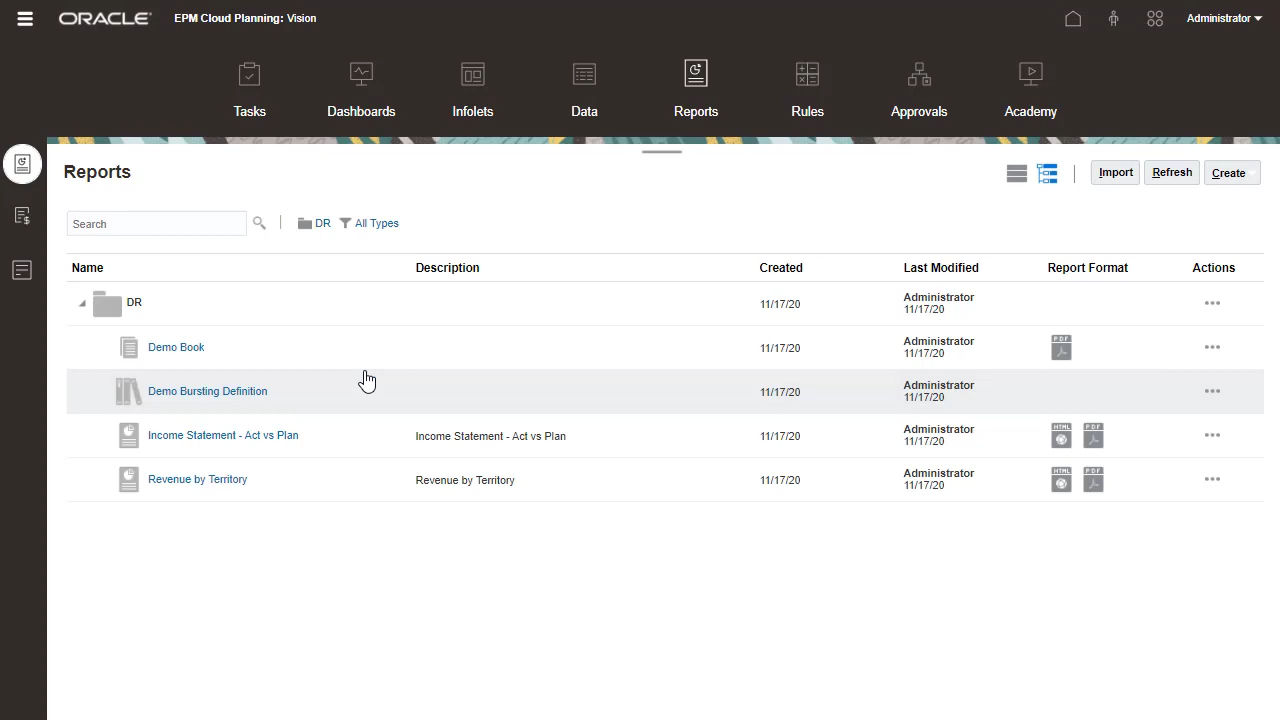 ORACLE
EPM Cloud Planning: Vision
Administrator
Tasks
Dashboards
Infolets
Data
Reports
Rules
Approvals
Academy
Reports
Import
Refresh
Create
Search
DR
All Types
Name Description Created Last Modified Report Format Actions
DR 11/17/20 Administrator 11/17/20
Demo Book 11/17/20 Administrator 11/17/20 PDF
Demo Bursting Definition 11/17/20 Administrator 11/17/20
Income Statement - Act vs Plan Income Statement - Act vs Plan 11/17/20 Administrator 11/17/20 HTML PDF
Revenue by Territory Revenue by Territory 11/17/20 Administrator 11/17/20 HTML PDF